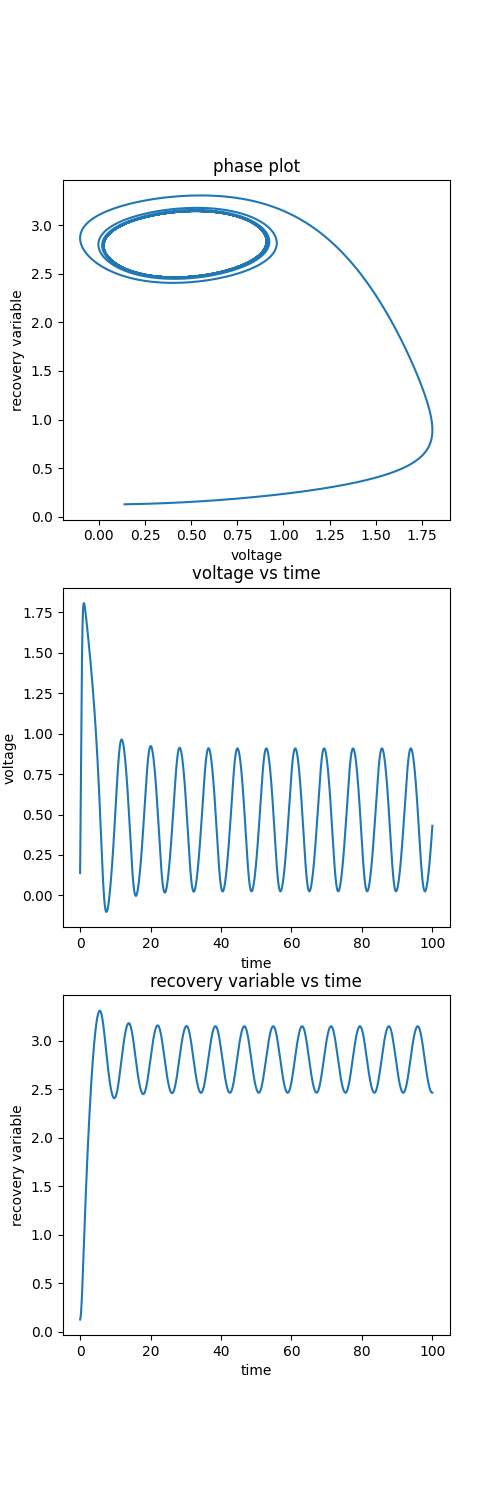 phase plot
3.0
2.5
2.0
1.5
1.0
0.5
0.0
recovery variable
0.00 0.25 0.50 0.75 1.00 1.25 1.50 1.75
voltage
voltage vs time
1.75
1.50
1.25
1.00
0.75
0.50
0.25
0.00
voltage
0 20 40 60 80 100
time
recovery variable vs time
3.0
2.5
2.0
1.5
1.0
0.5
0.0
recovery variable
0 20 40 60 80 100
time